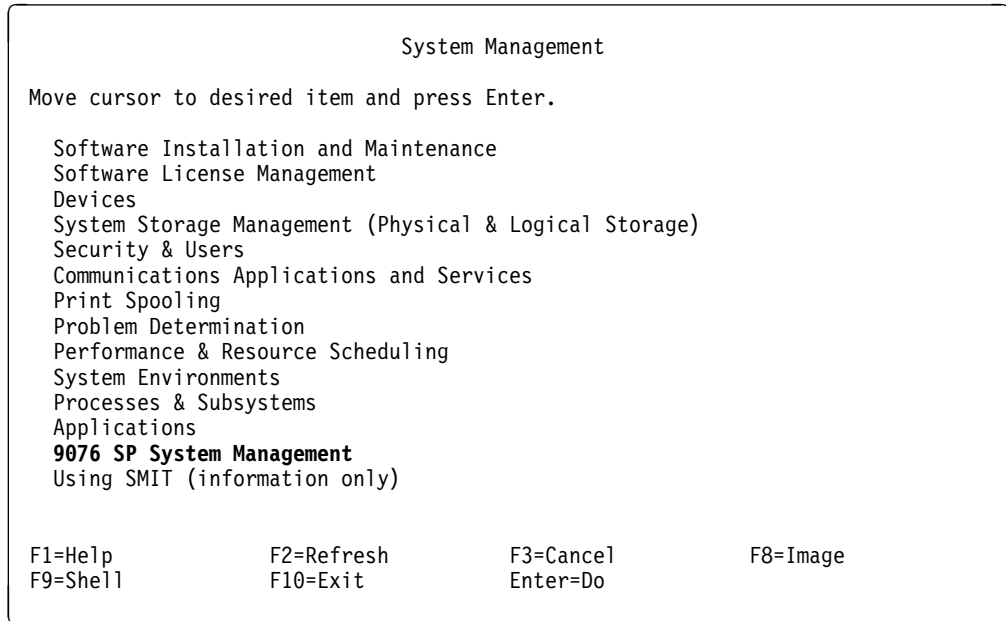 System Management
Move cursor to desired item and press Enter.
Software Installation and Maintenance
Software License Management
Devices
System Storage Management (Physical & Logical Storage)
Security & Users
Communications Applications and Services
Print Spooling
Problem Determination
Performance & Resource Scheduling
System Environments
Processes & Subsystems
Applications
9076 SP System Management
Using SMIT (information only)
F1=Help F2=Refresh F3=Cancel F8=Image
F9=Shell F10=Exit Enter=Do